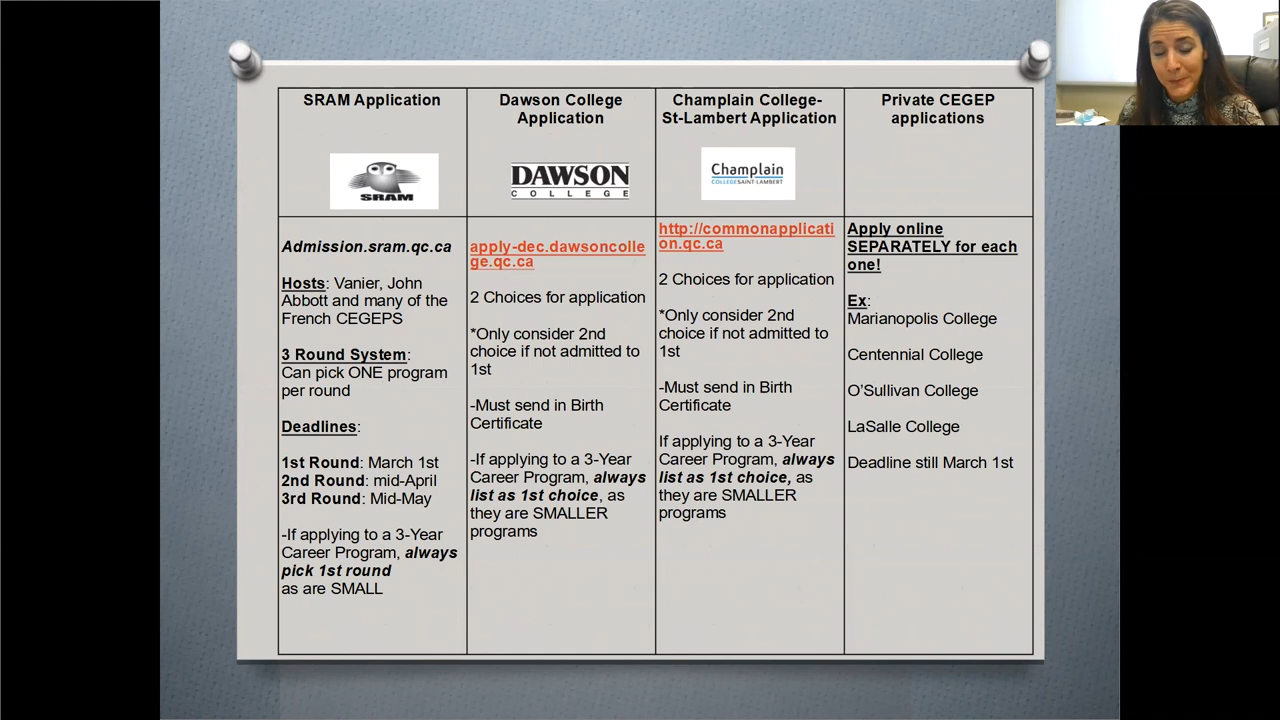 SRAM Application
SRAM
Admission.sram.qc.ca
Hosts: Vanier, John
Abbott and many of the
French CEGEPS
3 Round System:
Can pick ONE program
per round
Deadlines:
1st Round: March 1st
2nd Round: mid-April
3rd Round: Mid-May
-If applying to a 3-Year
Career Program, always
pick 1st round
as are SMALL
Dawson College
Application
DAWSON
COLLEGE
apply-dec.dawsoncolle
ge.qc.ca
2 Choices for application
*Only consider 2nd
choice if not admitted to
1st
-Must send in Birth
Certificate
-If applying to a 3-Year
Career Program, always
list as 1st choice, as
they are SMALLER
programs
Champlain College-
St-Lambert Application
Champlain
COLLEGE SAINT-LAMBERT
http://commonapplicati
on.qc.ca
2 Choices for application
*Only consider 2nd
choice if not admitted to
1st
-Must send in Birth
Certificate
If applying to a 3-Year
Career Program, always
list as 1st choice, as
they are SMALLER
programs
Private CEGEP
applications
Apply online
SEPARATELY for each
one!
Ex:
Marianopolis College
Centennial College
O'Sullivan College
LaSalle College
Deadline still March 1st